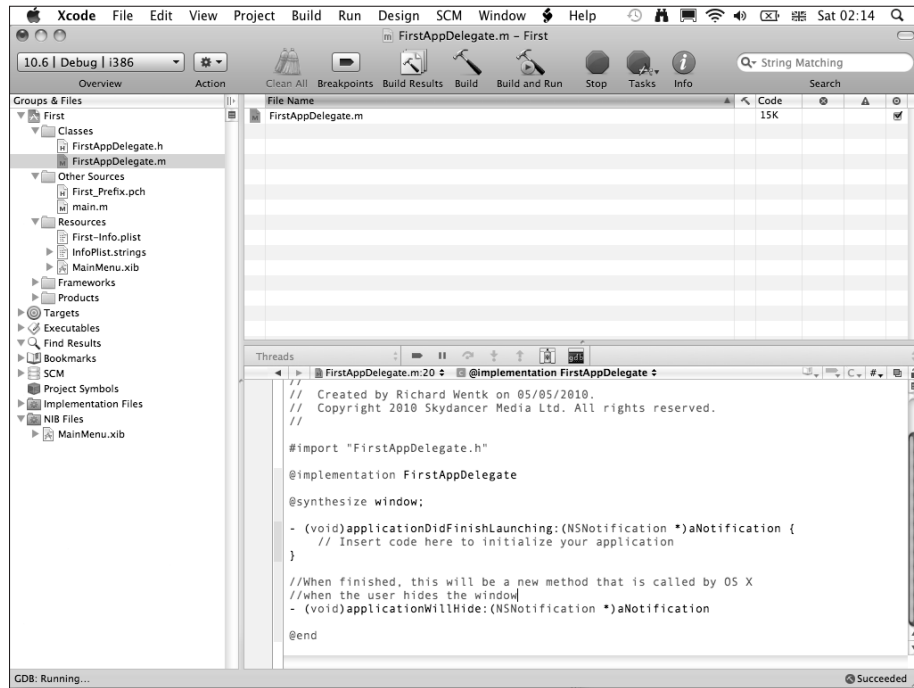 Xcode File Edit View Project Build Run Design SCM Window Help Sat 02:14
FirstAppDelegate.m – First
10.6 | Debug | i386
String Matching
Overview Action Clean All Breakpoints Build Results Build Build and Run Stop Tasks Info Search
Groups & Files
First
Classes
FirstAppDelegate.h
FirstAppDelegate.m
Other Sources
First_Prefix.pch
main.m
Resources
First-Info.plist
InfoPlist.strings
MainMenu.xib
Frameworks
Products
Targets
Executables
Find Results
Bookmarks
SCM
Project Symbols
Implementation Files
NIB Files
MainMenu.xib
File Name Code
FirstAppDelegate.m 15K
Threads
FirstAppDelegate.m:20 @implementation FirstAppDelegate
//
// Created by Richard Wentk on 05/05/2010.
// Copyright 2010 Skydancer Media Ltd. All rights reserved.
//
#import "FirstAppDelegate.h"
@implementation FirstAppDelegate
@synthesize window;
- (void)applicationDidFinishLaunching:(NSNotification *)aNotification {
// Insert code here to initialize your application
}
//When finished, this will be a new method that is called by OS X
//when the user hides the window
- (void)applicationWillHide:(NSNotification *)aNotification
@end
GDB: Running... Succeeded